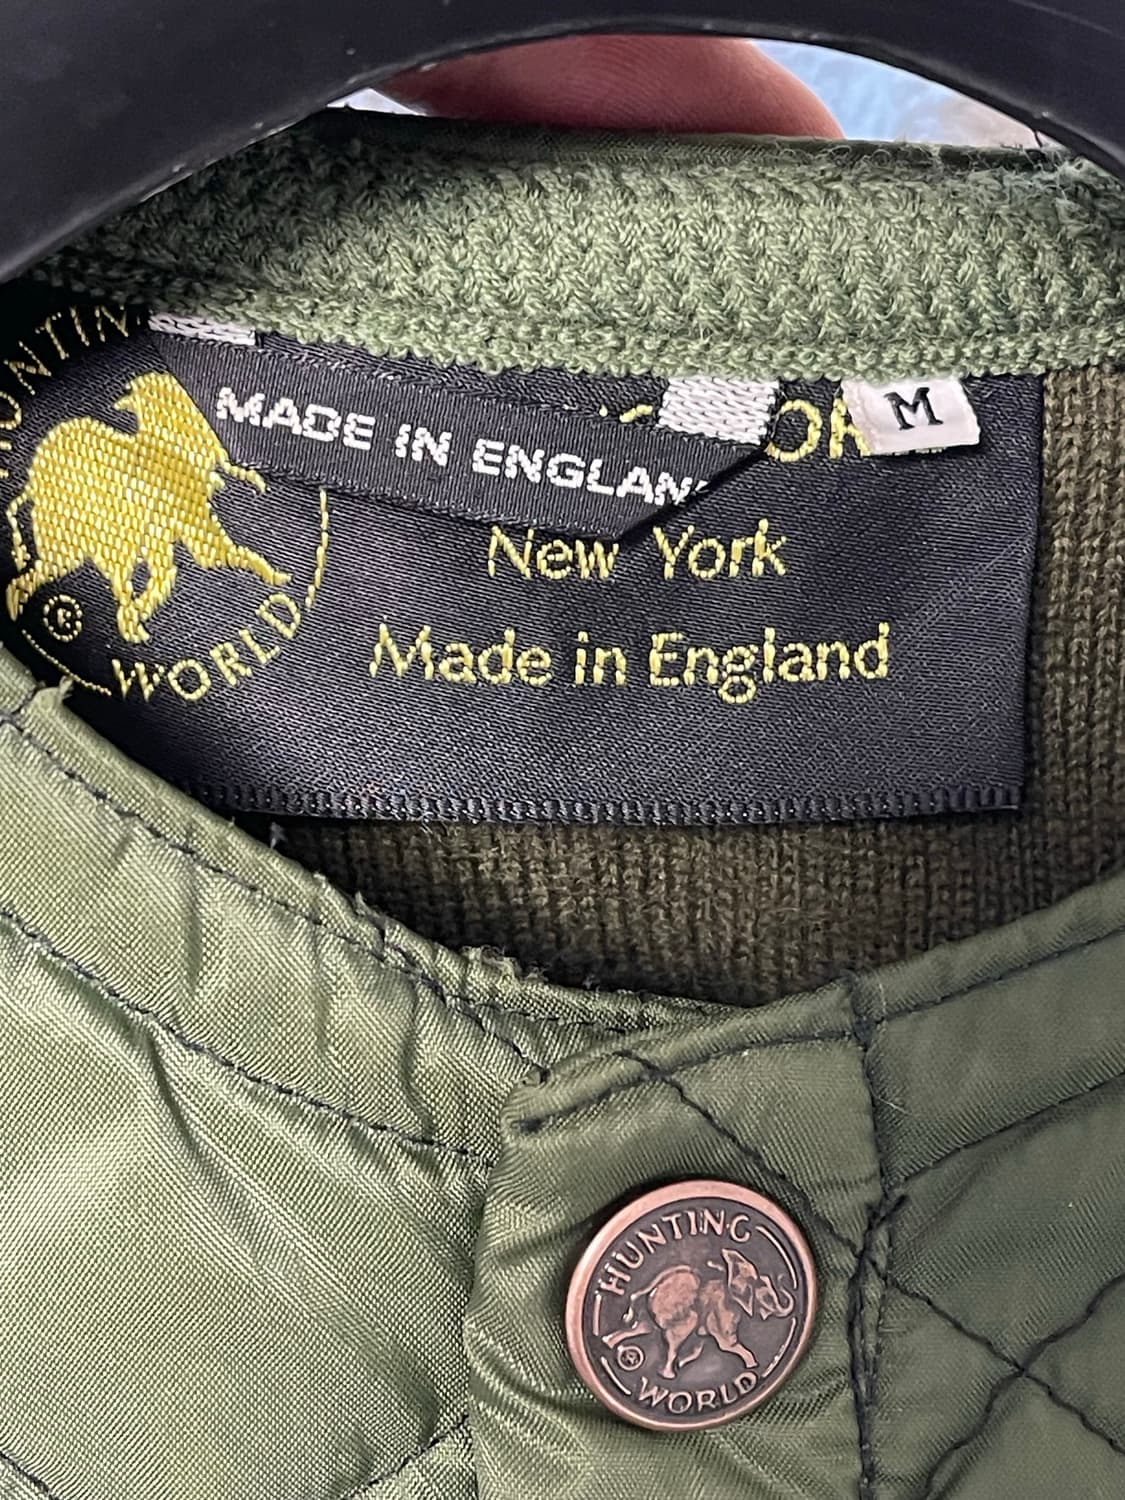 HUNTING
MADE IN ENGLAND
M
New York
®
WORLD
Made in England
HUNTING
®
WORLD